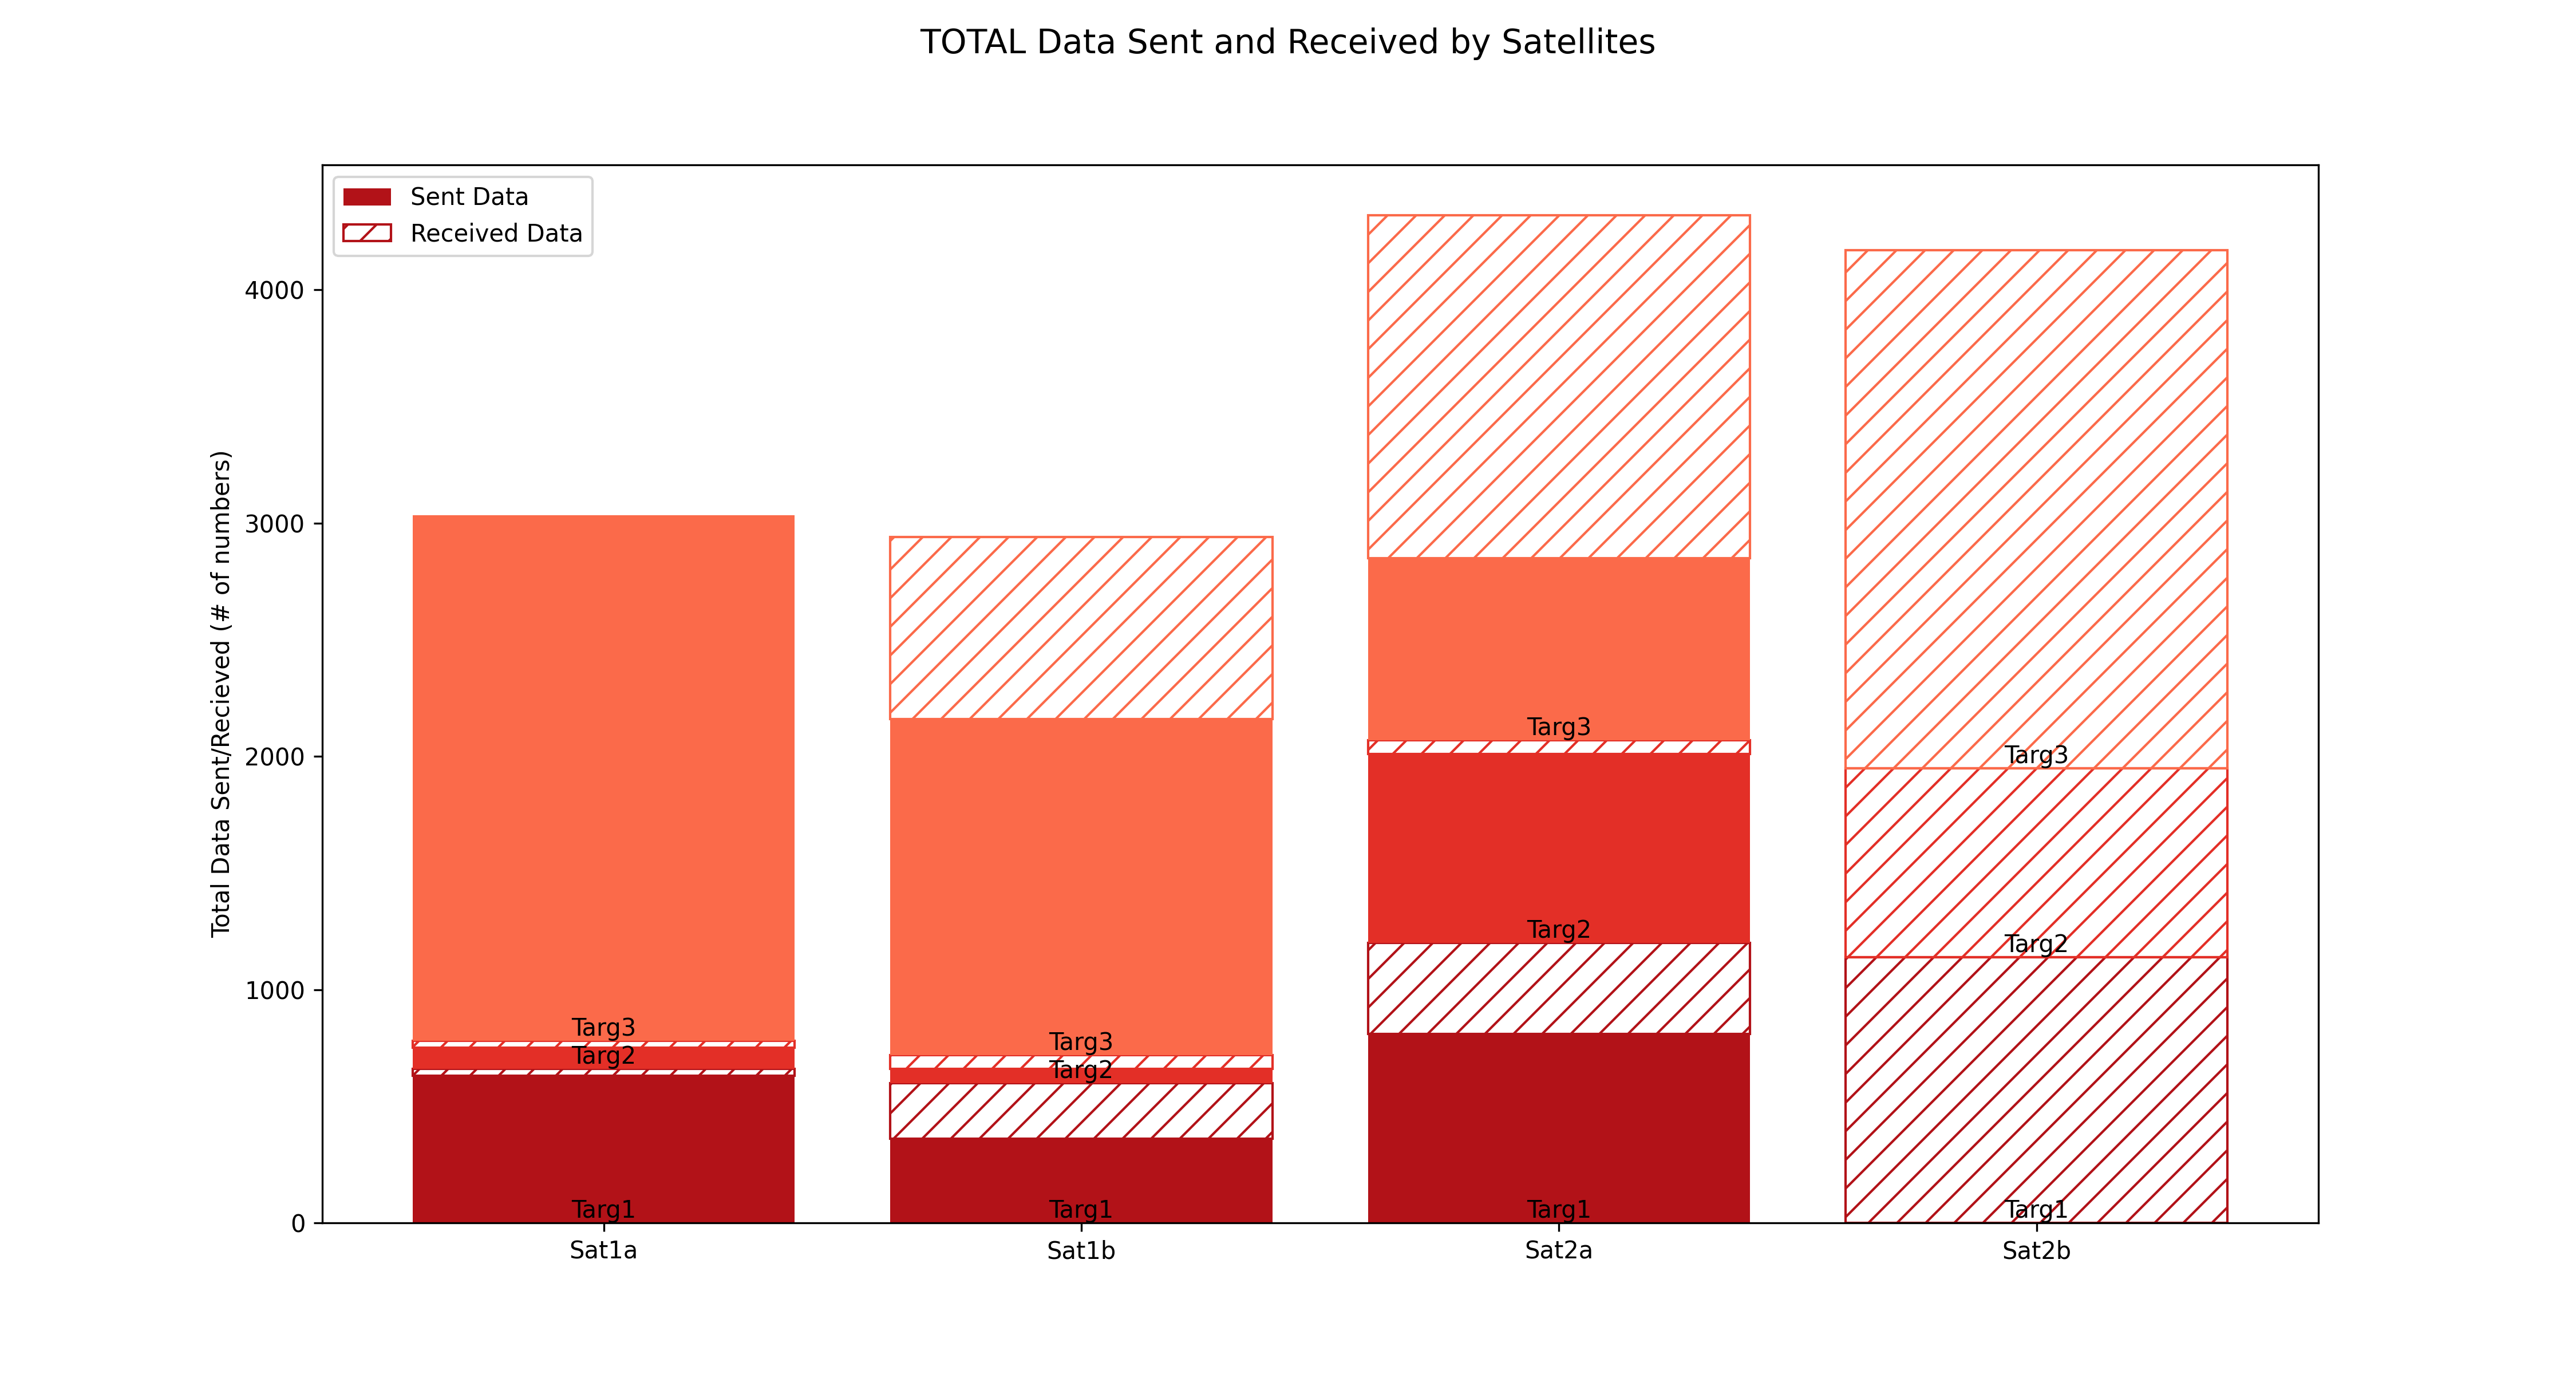 TOTAL Data Sent and Received by Satellites
Sent Data
Received Data
Total Data Sent/Recieved (# of numbers)
4000
3000
2000
1000
0
Targ3
Targ2
Targ1
Targ3
Targ2
Targ1
Targ3
Targ2
Targ1
Targ3
Targ2
Targ1
Sat1a
Sat1b
Sat2a
Sat2b